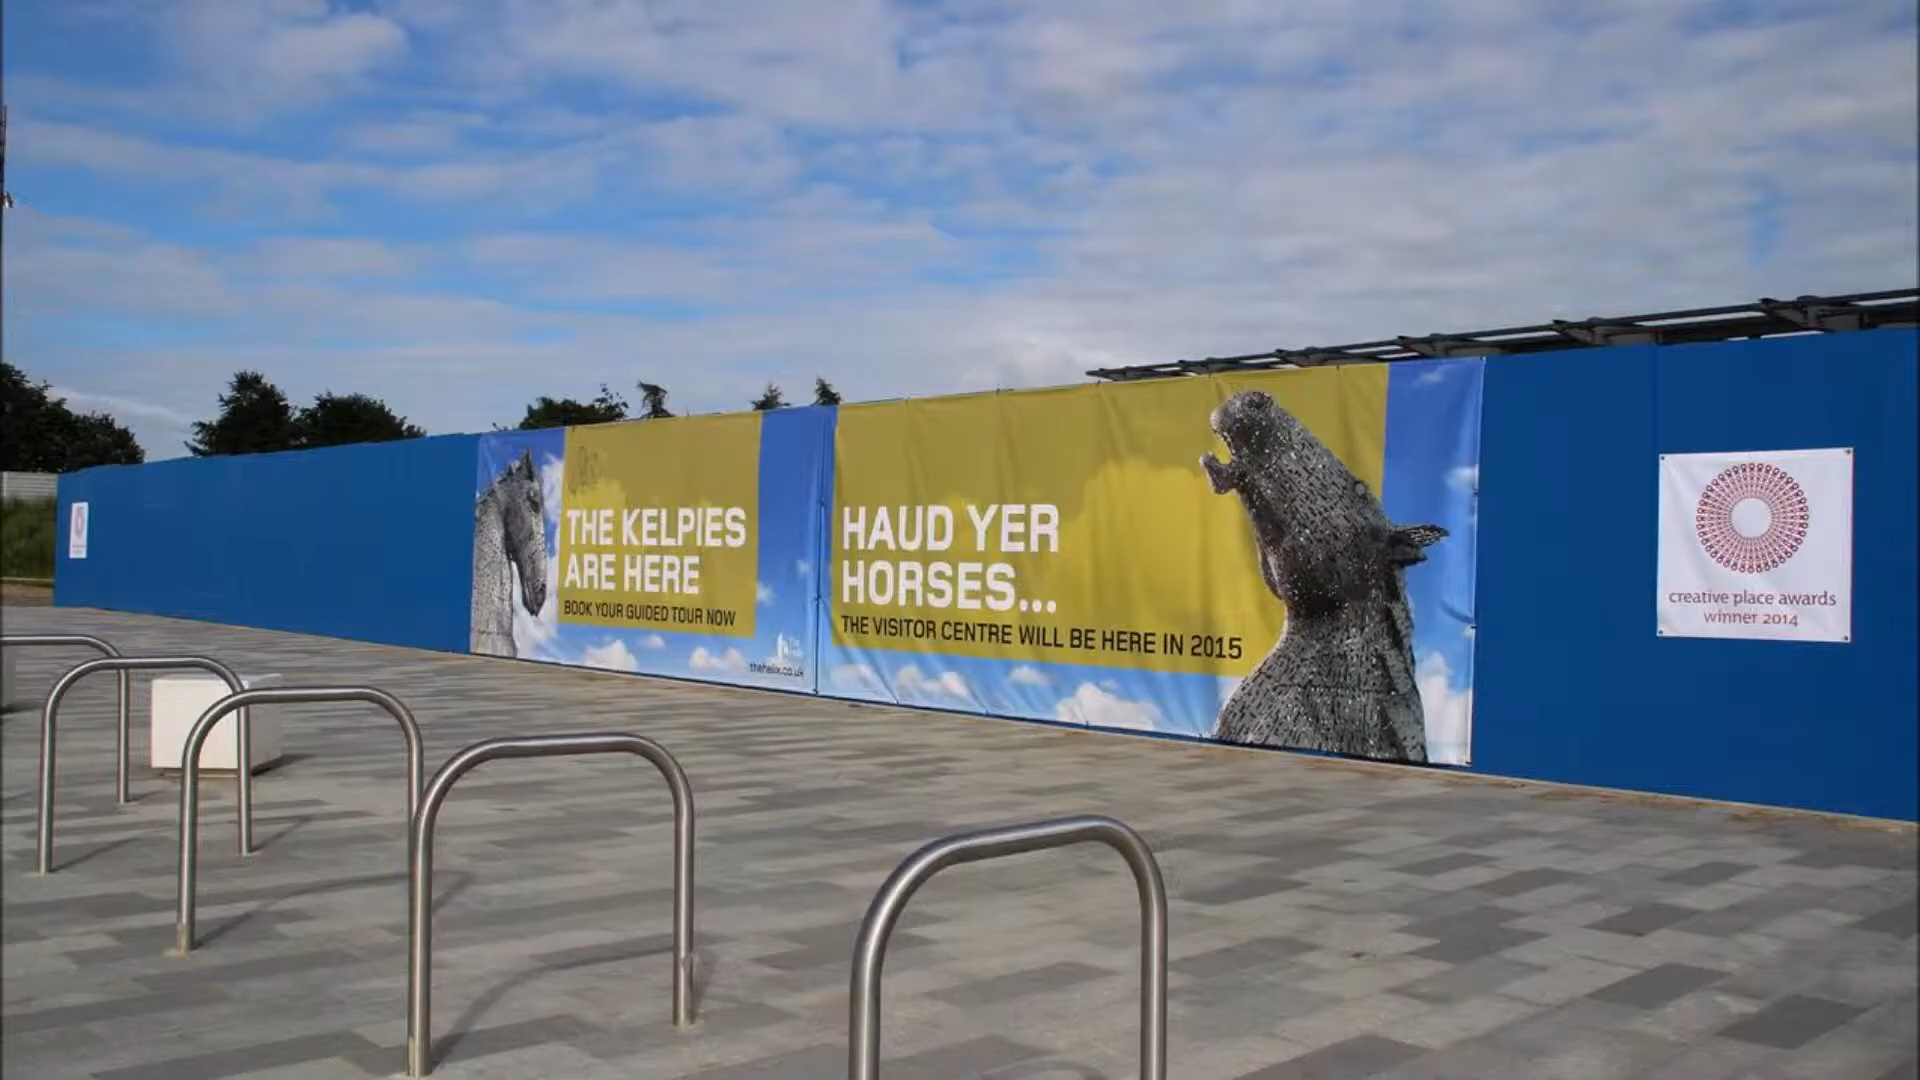 THE KELPIES
ARE HERE
BOOK YOUR GUIDED TOUR NOW
thehelix.co.uk
HAUD YER
HORSES...
THE VISITOR CENTRE WILL BE HERE IN 2015
creative place awards
winner 2014